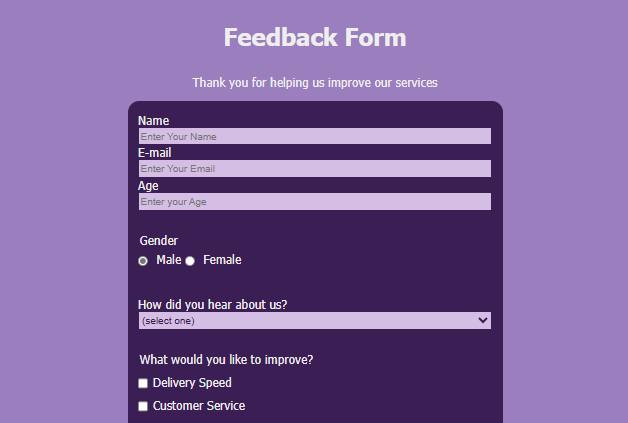 Feedback Form
Thank you for helping us improve our services
Name
Enter Your Name
E-mail
Enter Your Email
Age
Enter your Age
Gender
Male Female
How did you hear about us?
(select one)
What would you like to improve?
Delivery Speed
Customer Service